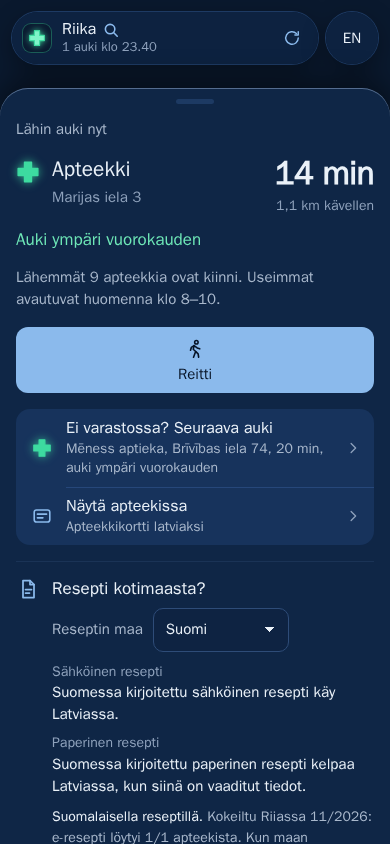 Riika
1 auki klo 23.40
EN
Lähin auki nyt
Apteekki
14 min
Marijas iela 3
1,1 km kävellen
Auki ympäri vuorokauden
Lähemmät 9 apteekkia ovat kiinni. Useimmat
avautuvat huomenna klo 8–10.
Reitti
Ei varastossa? Seuraava auki
Mēness aptieka, Brīvības iela 74, 20 min,
auki ympäri vuorokauden
Näytä apteekissa
Apteekkikortti latviaksi
Resepti kotimaasta?
Reseptin maa
Suomi
Sähköinen resepti
Suomessa kirjoitettu sähköinen resepti käy
Latviassa.
Paperinen resepti
Suomessa kirjoitettu paperinen resepti kelpaa
Latviassa, kun siinä on vaaditut tiedot.
Suomalaisella reseptillä. Kokeiltu Riiassa 11/2026:
e-resepti löytyi 1/1 apteekista. Kun maan